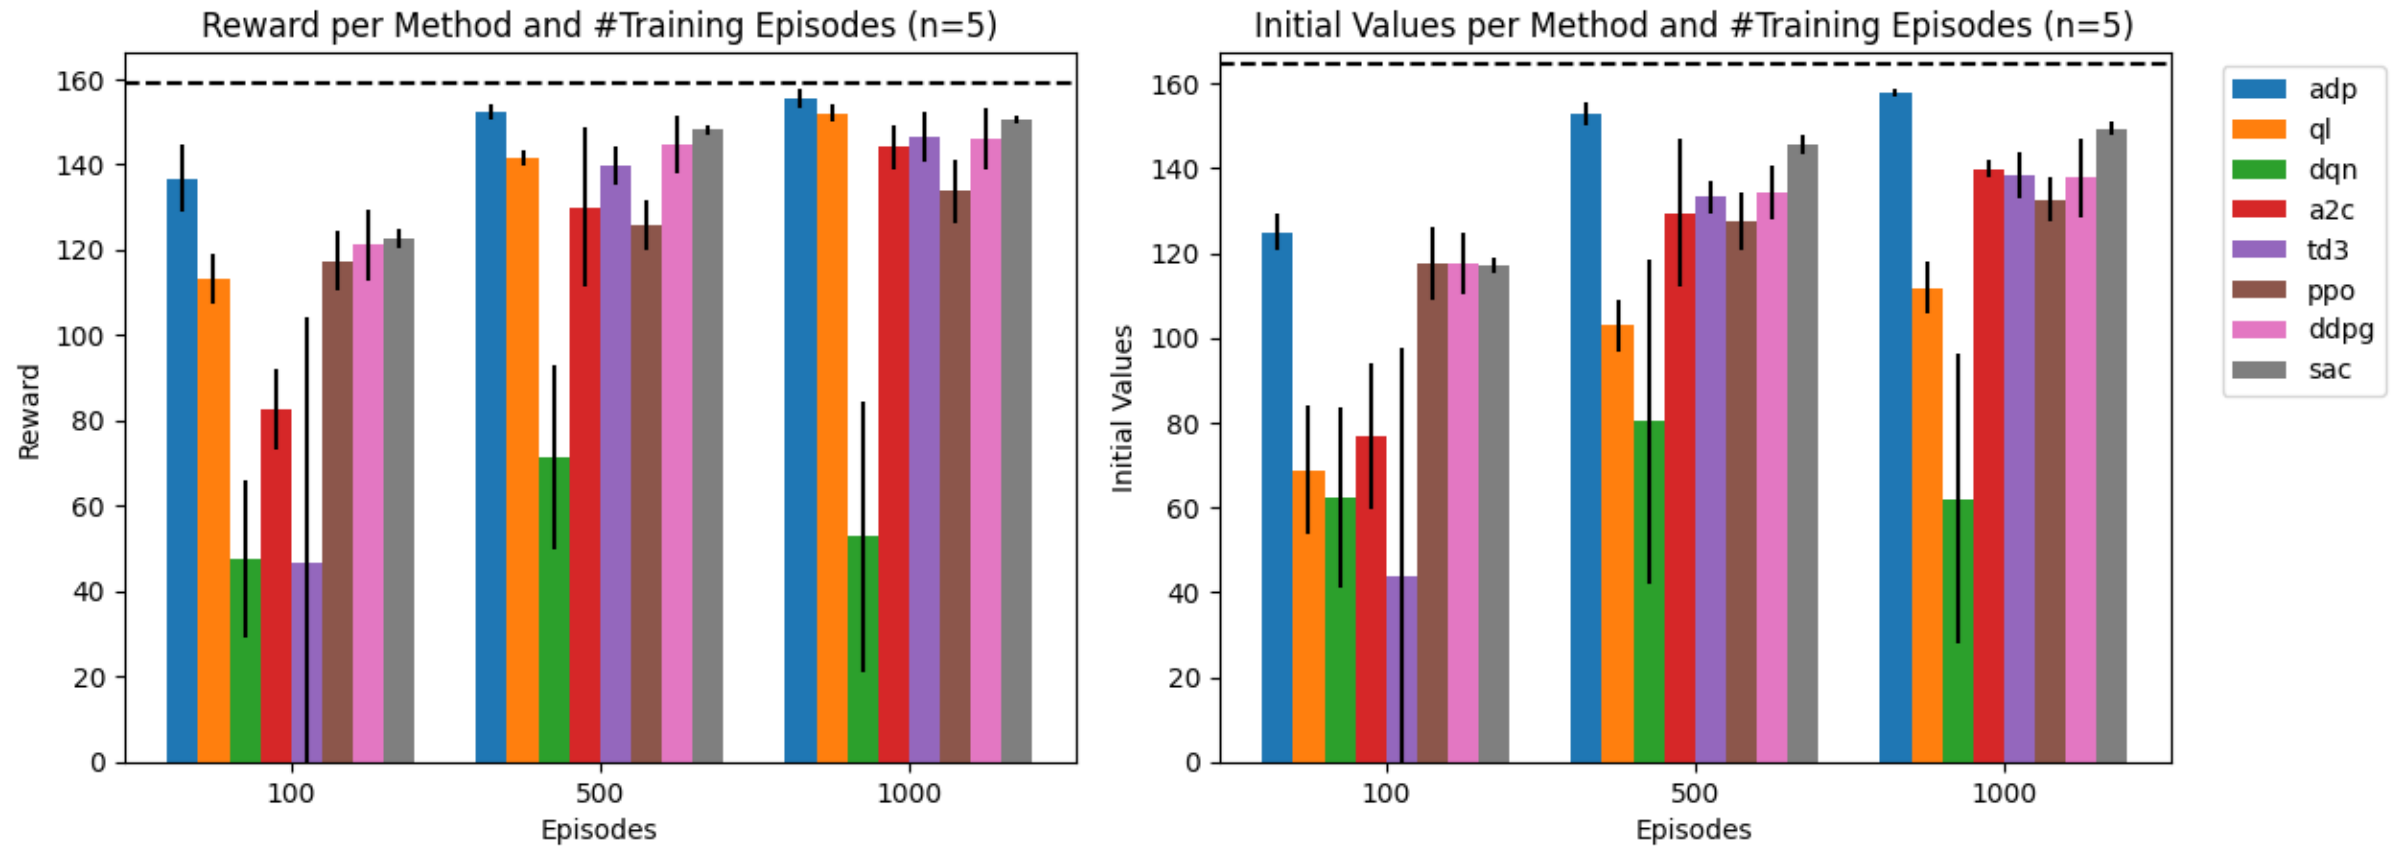 Reward per Method and #Training Episodes (n=5)
160
140
120
100
80
60
40
20
0
Reward
100 500 1000
Episodes
Initial Values per Method and #Training Episodes (n=5)
160
140
120
100
80
60
40
20
0
Initial Values
100 500 1000
Episodes
adp
ql
dqn
a2c
td3
ppo
ddpg
sac